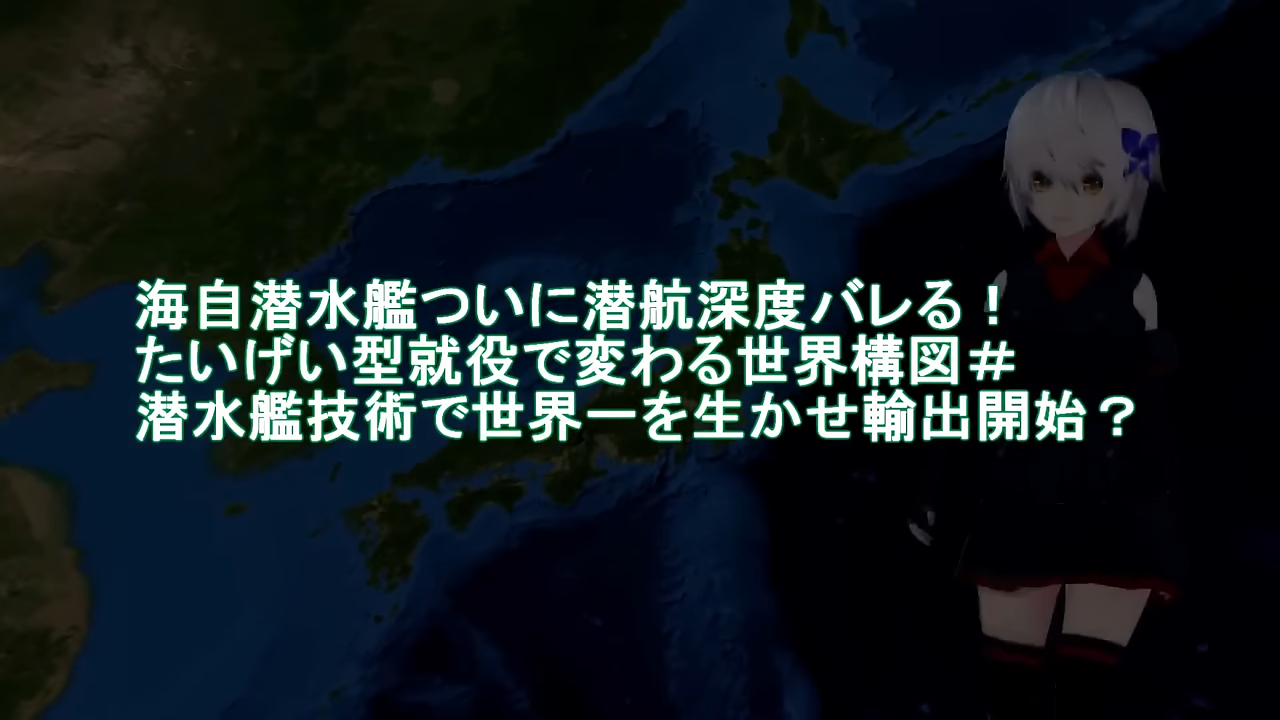 海自潜水艦ついに潜航深度バレる！
たいげい型就役で変わる世界構図＃
潜水艦技術で世界一を生かせ輸出開始？